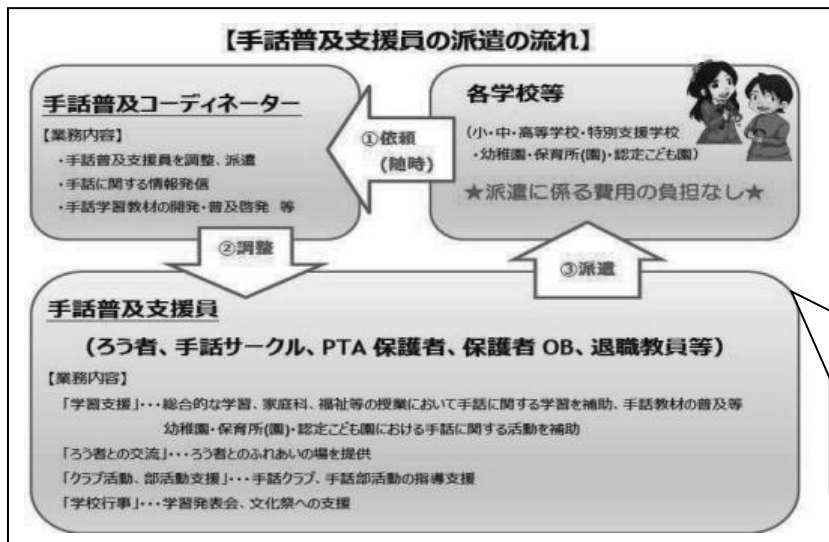 【手話普及支援員の派遣の流れ】
手話普及コーディネーター
【業務内容】
・手話普及支援員を調整、派遣
・手話に関する情報発信
・手話学習教材の開発・普及啓発 等
①依頼
(随時)
各学校等
(小・中・高等学校・特別支援学校
・幼稚園・保育所(園)・認定こども園)
★派遣に係る費用の負担なし★
②調整
③派遣
手話普及支援員
(ろう者、手話サークル、PTA 保護者、保護者 OB、退職教員等)
【業務内容】
「学習支援」・・・総合的な学習、家庭科、福祉等の授業において手話に関する学習を補助、手話教材の普及等
幼稚園・保育所(園)・認定こども園における手話に関する活動を補助
「ろう者との交流」・・・ろう者とのふれあいの場を提供
「クラブ活動、部活動支援」・・・手話クラブ、手話部活動の指導支援
「学校行事」・・・学習発表会、文化祭への支援